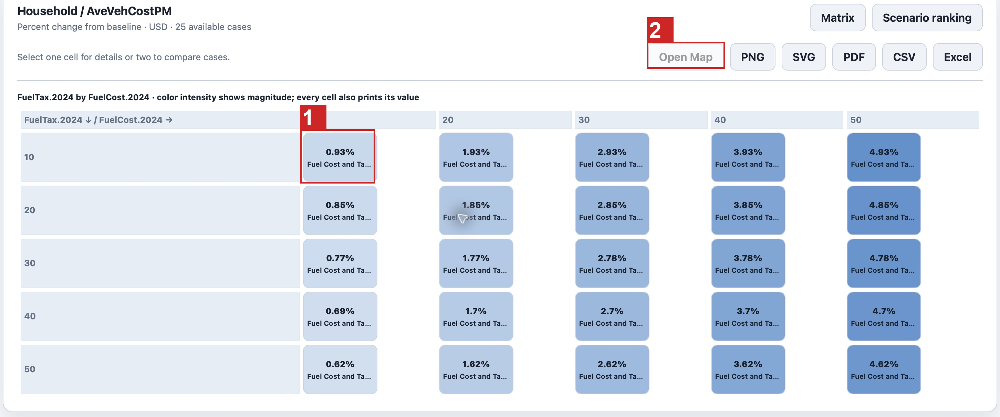 Household / AveVehCostPM
Percent change from baseline · USD · 25 available cases
Matrix
Scenario ranking
2
Select one cell for details or two to compare cases.
Open Map
PNG
SVG
PDF
CSV
Excel
FuelTax.2024 by FuelCost.2024 · color intensity shows magnitude; every cell also prints its value
FuelTax.2024 ↓ / FuelCost.2024 →
1
20
30
40
50
10
0.93%
Fuel Cost and Ta...
1.93%
Fuel Cost and Ta...
2.93%
Fuel Cost and Ta...
3.93%
Fuel Cost and Ta...
4.93%
Fuel Cost and Ta...
20
0.85%
Fuel Cost and Ta...
1.85%
Fuel st and Ta...
2.85%
Fuel Cost and Ta...
3.85%
Fuel Cost and Ta...
4.85%
Fuel Cost and Ta...
30
0.77%
Fuel Cost and Ta...
1.77%
Fuel Cost and Ta...
2.78%
Fuel Cost and Ta...
3.78%
Fuel Cost and Ta...
4.78%
Fuel Cost and Ta...
40
0.69%
Fuel Cost and Ta...
1.7%
Fuel Cost and Ta...
2.7%
Fuel Cost and Ta...
3.7%
Fuel Cost and Ta...
4.7%
Fuel Cost and Ta...
50
0.62%
Fuel Cost and Ta...
1.62%
Fuel Cost and Ta...
2.62%
Fuel Cost and Ta...
3.62%
Fuel Cost and Ta...
4.62%
Fuel Cost and Ta...